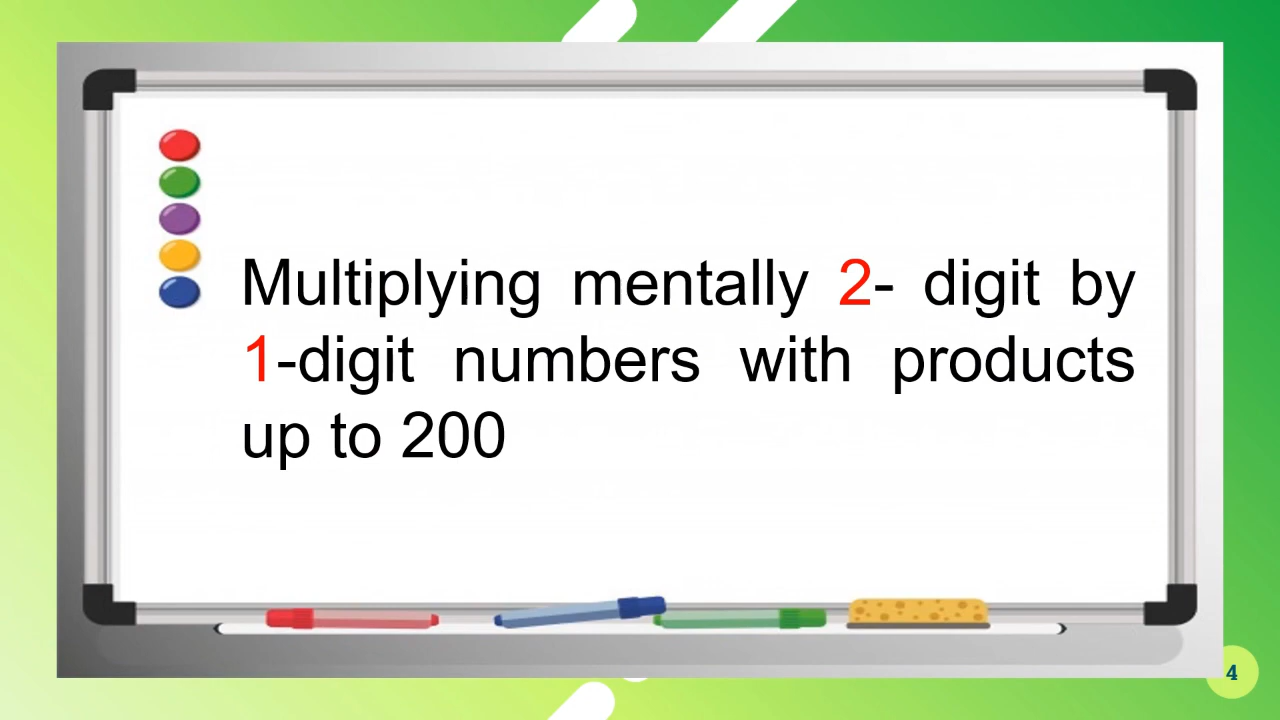 Multiplying mentally 2- digit by
1-digit numbers with products
up to 200
4